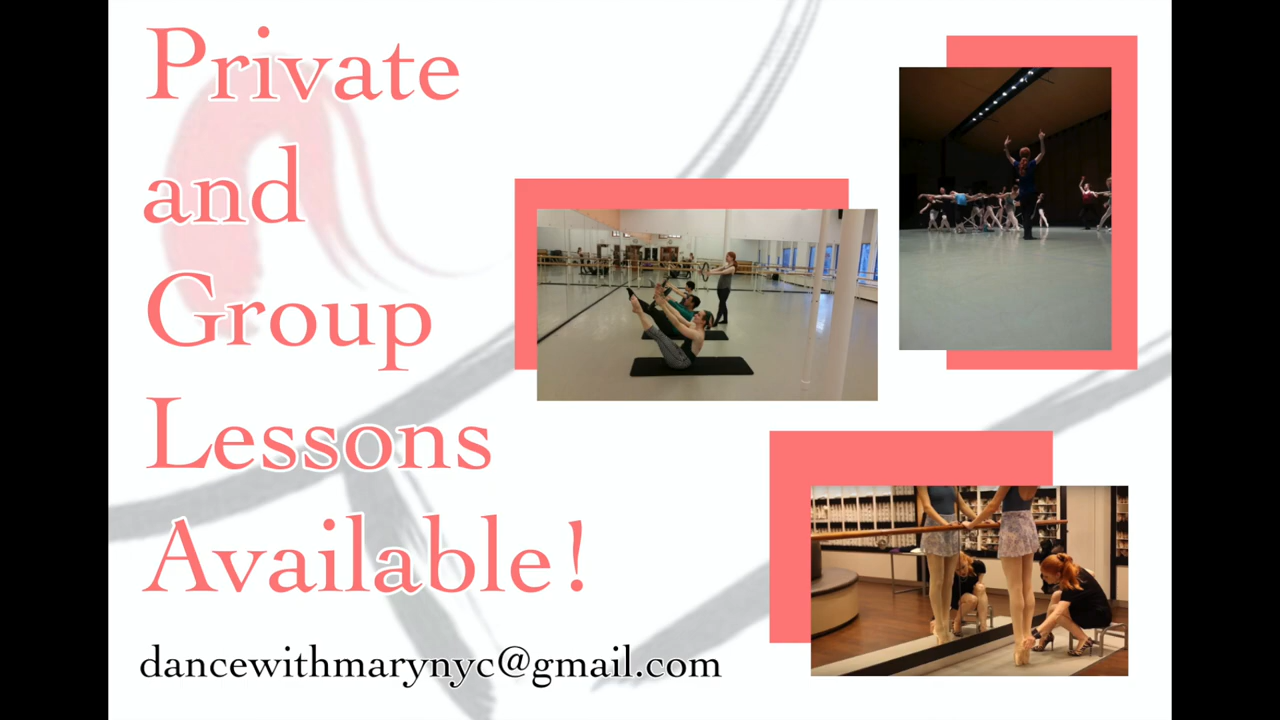 Private
and
Group
Lessons
Available!
dancewithmarynyc@gmail.com